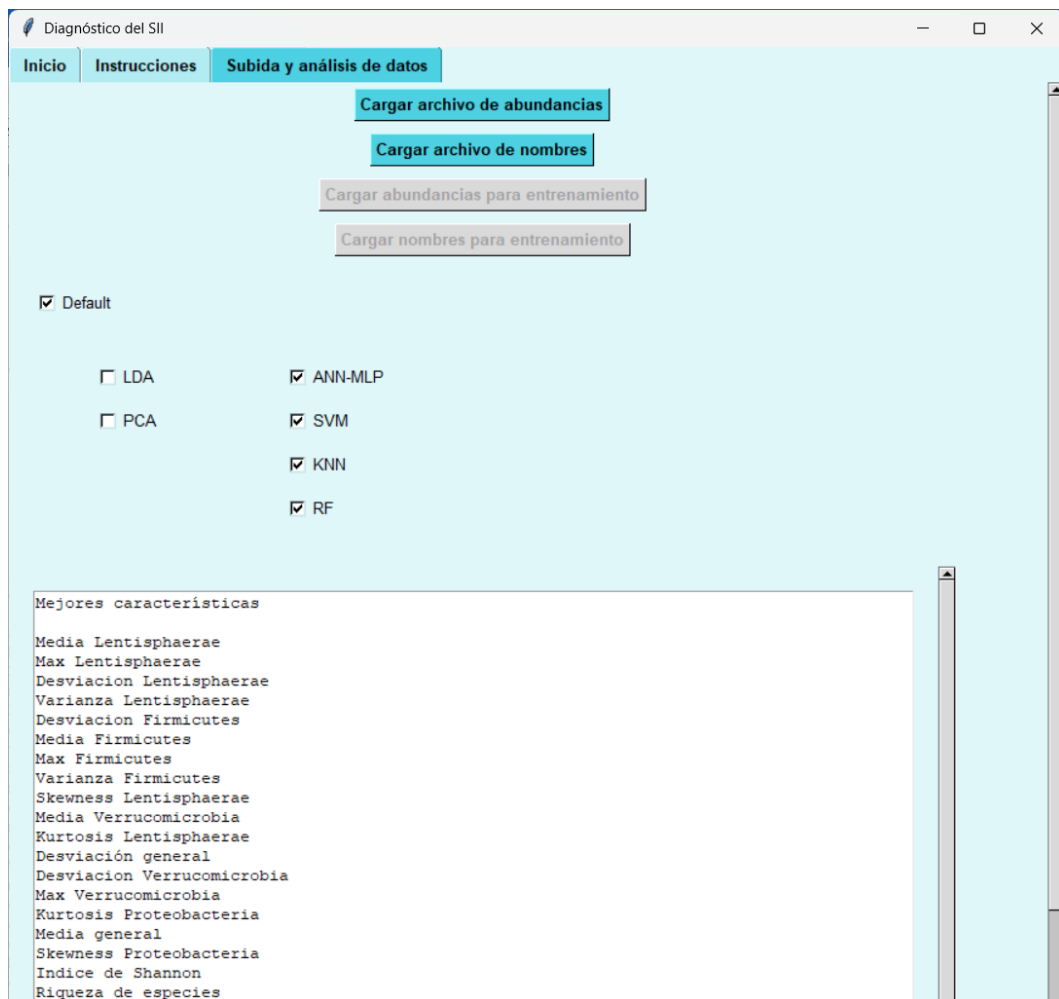 Diagnóstico del SII
Inicio Instrucciones Subida y análisis de datos
Cargar archivo de abundancias
Cargar archivo de nombres
Cargar abundancias para entrenamiento
Cargar nombres para entrenamiento
Default
LDA ANN-MLP
PCA SVM
KNN
RF
Mejores características
Media Lentisphaerae
Max Lentisphaerae
Desviacion Lentisphaerae
Varianza Lentisphaerae
Desviacion Firmicutes
Media Firmicutes
Max Firmicutes
Varianza Firmicutes
Skewness Lentisphaerae
Media Verrucomicrobia
Kurtosis Lentisphaerae
Desviación general
Desviacion Verrucomicrobia
Max Verrucomicrobia
Kurtosis Proteobacteria
Media general
Skewness Proteobacteria
Indice de Shannon
Riqueza de especies